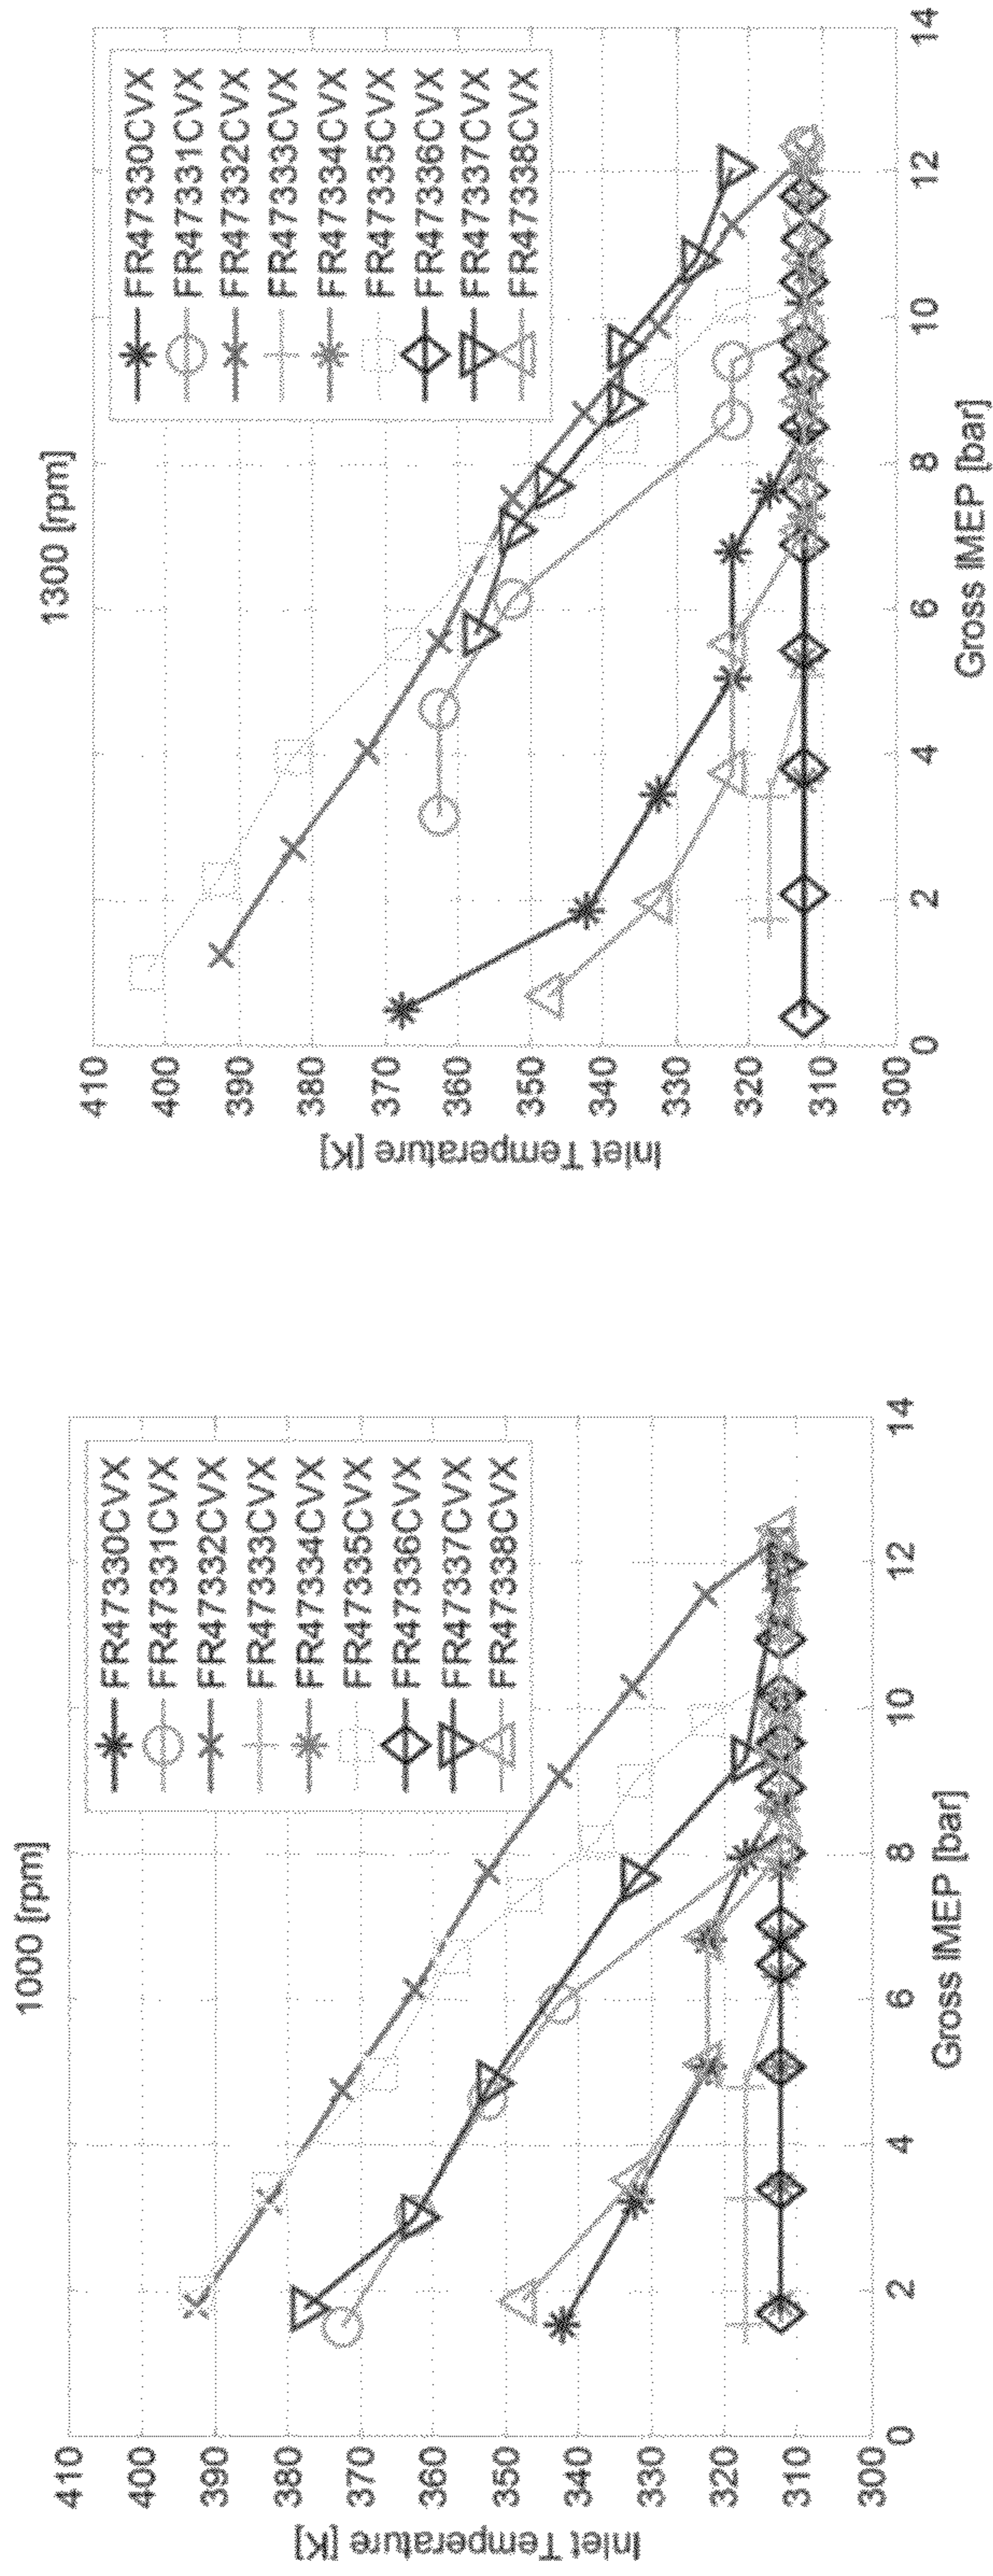 1000 [rpm]
Inlet Temperature [K]
410
400
390
380
370
360
350
340
330
320
310
300
0
2
4
6
8
10
12
14
Gross IMEP [bar]
FR47330CVX
FR47331CVX
FR47332CVX
FR47333CVX
FR47334CVX
FR47335CVX
FR47336CVX
FR47337CVX
FR47338CVX
1300 [rpm]
Inlet Temperature [K]
410
400
390
380
370
360
350
340
330
320
310
300
0
2
4
6
8
10
12
14
Gross IMEP [bar]
FR47330CVX
FR47331CVX
FR47332CVX
FR47333CVX
FR47334CVX
FR47335CVX
FR47336CVX
FR47337CVX
FR47338CVX